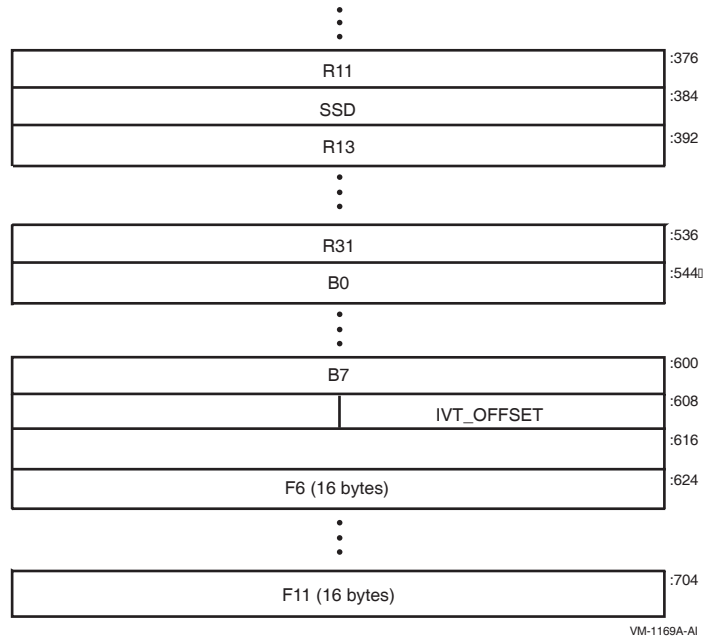 R11 :376
SSD :384
R13 :392
R31 :536
B0 :544
B7 :600
IVT_OFFSET :608
:616
F6 (16 bytes) :624
F11 (16 bytes) :704
VM-1169A-AI